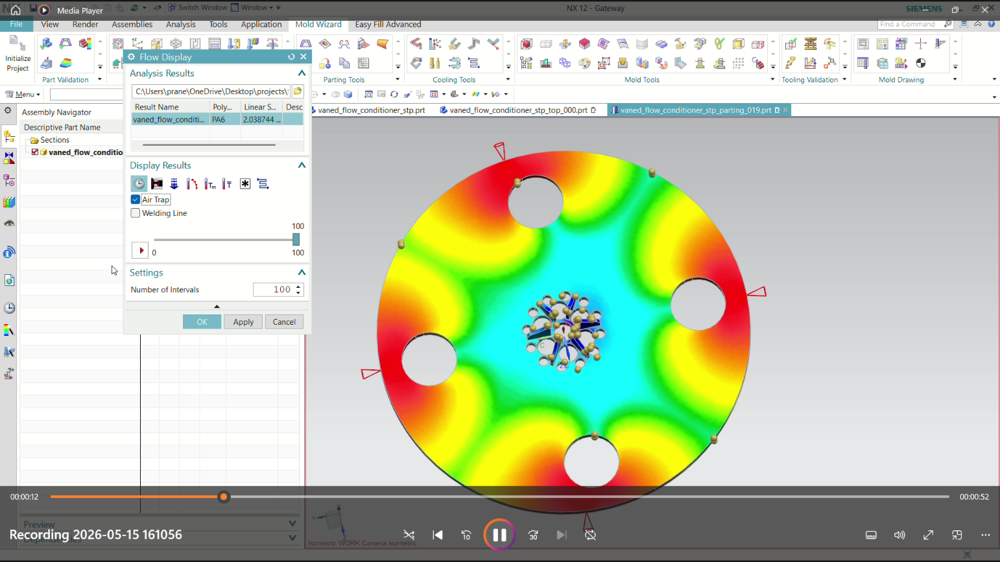 NX
Media Player
Switch Window
Window
NX 12 - Gateway
SIEMENS
File
View
Render
Assemblies
Analysis
Tools
Application
Mold Wizard
Easy Fill Advanced
Find a Command
Initialize
Project
Part Validation
Parting Tools
Cooling Tools
Mold Tools
Tooling Validation
Mold Drawing
Menu
Flow Display
Analysis Results
C:\Users\prane\OneDrive\Desktop\projects\
Result Name
Poly...
Linear S...
Desc
vaned_flow_conditi...
PA6
2.038744 ...
Display Results
Air Trap
Welding Line
100
0
100
Settings
Number of Intervals
100
OK
Apply
Cancel
Assembly Navigator
Descriptive Part Name
Sections
vaned_flow_conditio
vaned_flow_conditioner_stp.prt
vaned_flow_conditioner_stp_top_000.prt
vaned_flow_conditioner_stp_parting_019.prt
C
00:00:12
00:00:52
Preview
Dependencies
Recording 2026-05-15 161056
10
30
X
Y
Z
Isometric WORK Camera Isometric